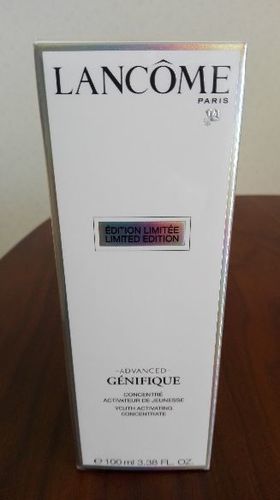 LANCÔME
PARIS
ÉDITION LIMITÉE
LIMITED EDITION
-ADVANCED-
GÉNIFIQUE
CONCENTRÉ
ACTIVATEUR DE JEUNESSE
YOUTH ACTIVATING
CONCENTRATE
e 100 ml 3.38 FL. OZ.